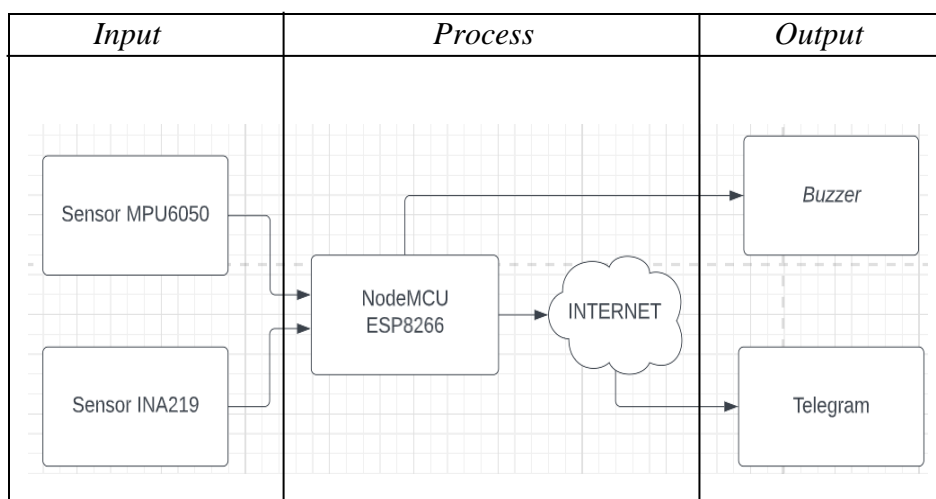 Input
Process
Output
Sensor MPU6050
Buzzer
NodeMCU
ESP8266
INTERNET
Sensor INA219
Telegram